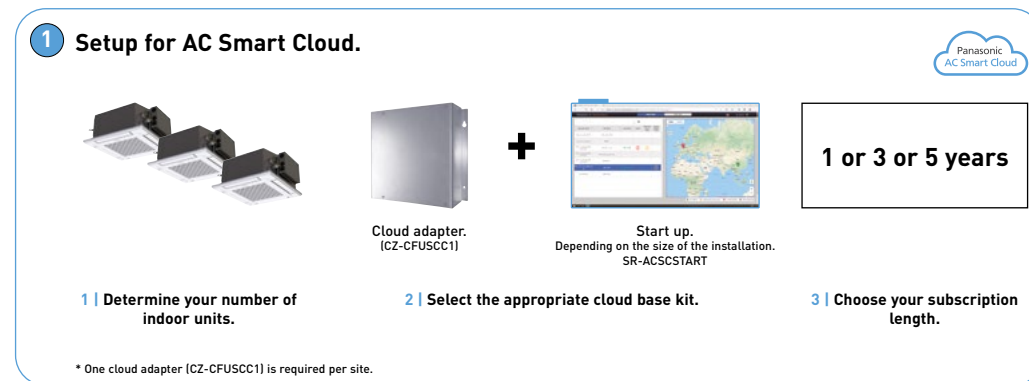 1 Setup for AC Smart Cloud.
Panasonic
AC Smart Cloud
1 or 3 or 5 years
Cloud adapter.
(CZ-CFUSCC1)
Start up.
Depending on the size of the installation.
SR-ACSCSTART
1 | Determine your number of
indoor units.
2 | Select the appropriate cloud base kit.
3 | Choose your subscription
length.
* One cloud adapter (CZ-CFUSCC1) is required per site.